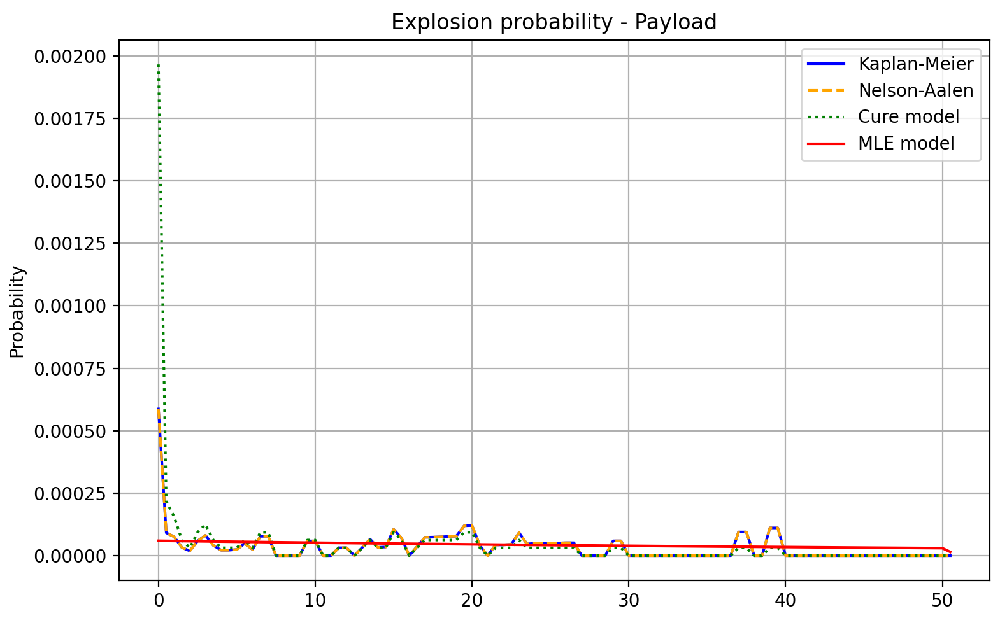 Explosion probability - Payload
0.00200
0.00175
0.00150
0.00125
0.00100
0.00075
0.00050
0.00025
0.00000
Probability
Kaplan-Meier
Nelson-Aalen
Cure model
MLE model
0
10
20
30
40
50